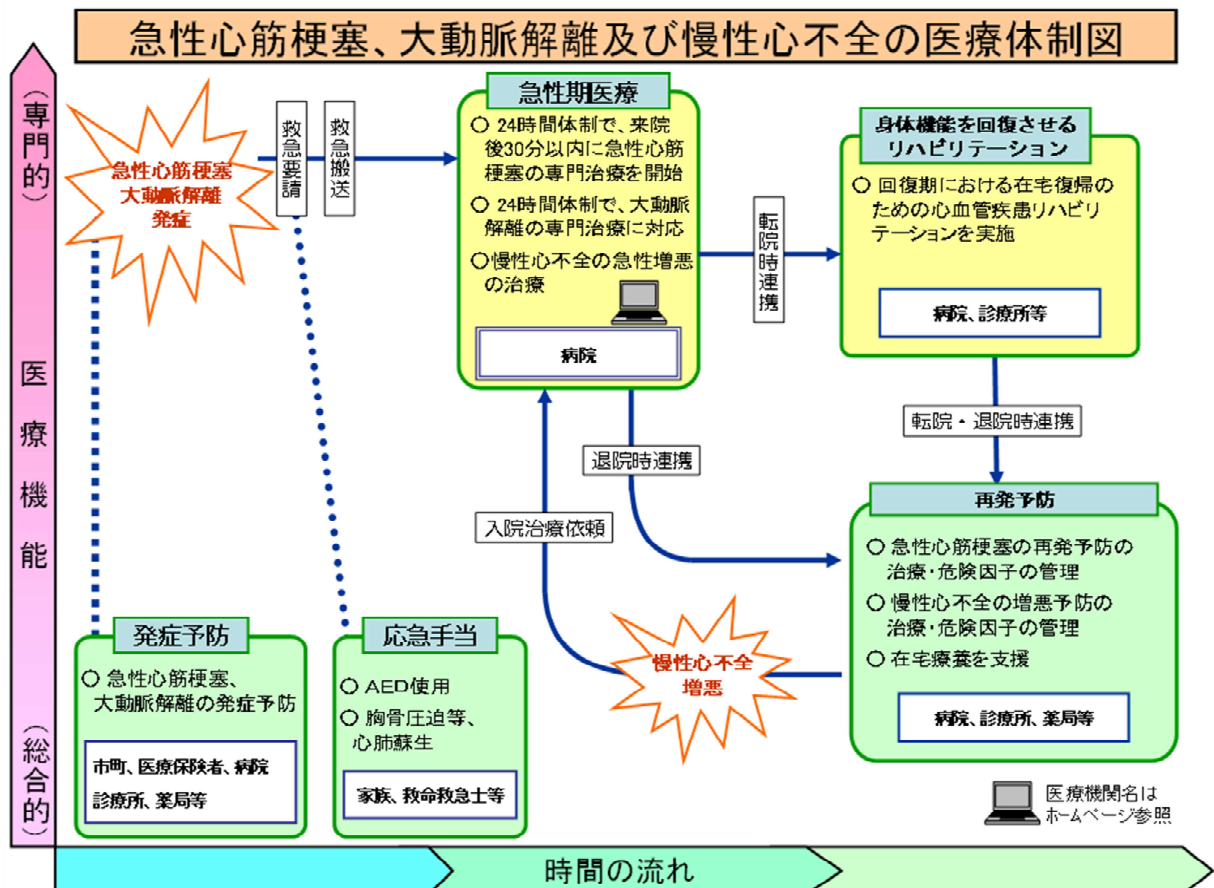 急性心筋梗塞、大動脈解離及び慢性心不全の医療体制図
(専門的)
医療機能
(総合的)
急性心筋梗塞
大動脈解離
発症
救急要請
救急搬送
急性期医療
○ 24時間体制で、来院
後30分以内に急性心筋
梗塞の専門治療を開始
○ 24時間体制で、大動脈
解離の専門治療に対応
○慢性心不全の急性増悪
の治療
病院
転院時連携
身体機能を回復させる
リハビリテーション
○ 回復期における在宅復帰の
ための心血管疾患リハビリ
テーションを実施
病院、診療所等
転院・退院時連携
退院時連携
入院治療依頼
再発予防
○ 急性心筋梗塞の再発予防の
治療・危険因子の管理
○ 慢性心不全の増悪予防の
治療・危険因子の管理
○ 在宅療養を支援
病院、診療所、薬局等
慢性心不全
増悪
発症予防
○ 急性心筋梗塞、
大動脈解離の発症予防
市町、医療保険者、病院
診療所、薬局等
応急手当
○ AED使用
○ 胸骨圧迫等、
心肺蘇生
家族、救命救急士等
医療機関名は
ホームページ参照
時間の流れ